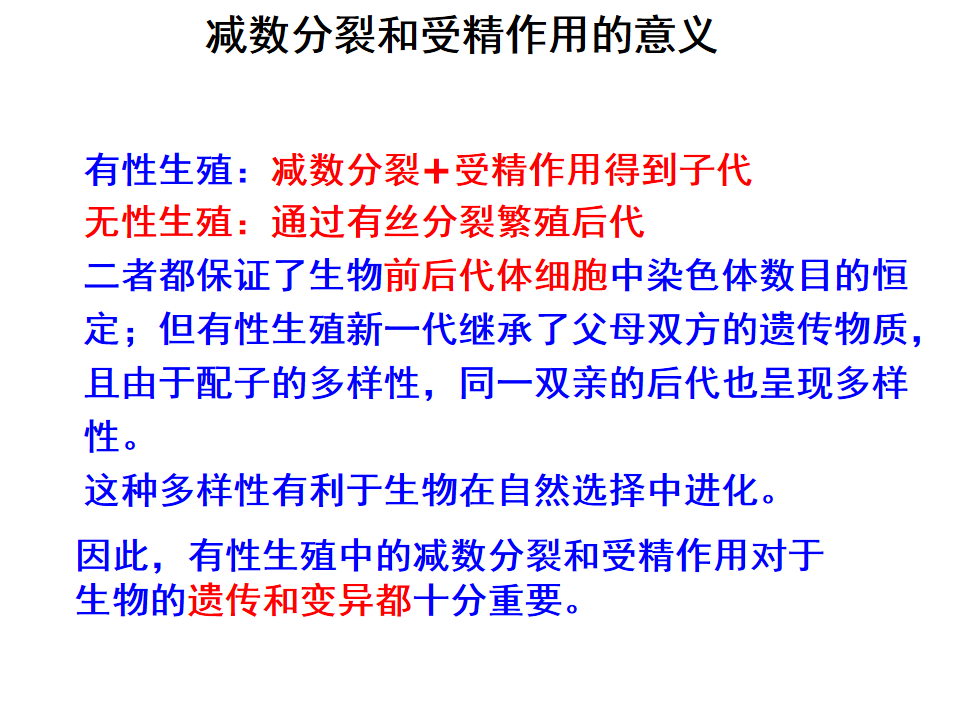 减数分裂和受精作用的意义
有性生殖：减数分裂+受精作用得到子代
无性生殖：通过有丝分裂繁殖后代
二者都保证了生物前后代体细胞中染色体数目的恒
定；但有性生殖新一代继承了父母双方的遗传物质，
且由于配子的多样性，同一双亲的后代也呈现多样
性。
这种多样性有利于生物在自然选择中进化。
因此，有性生殖中的减数分裂和受精作用对于
生物的遗传和变异都十分重要。